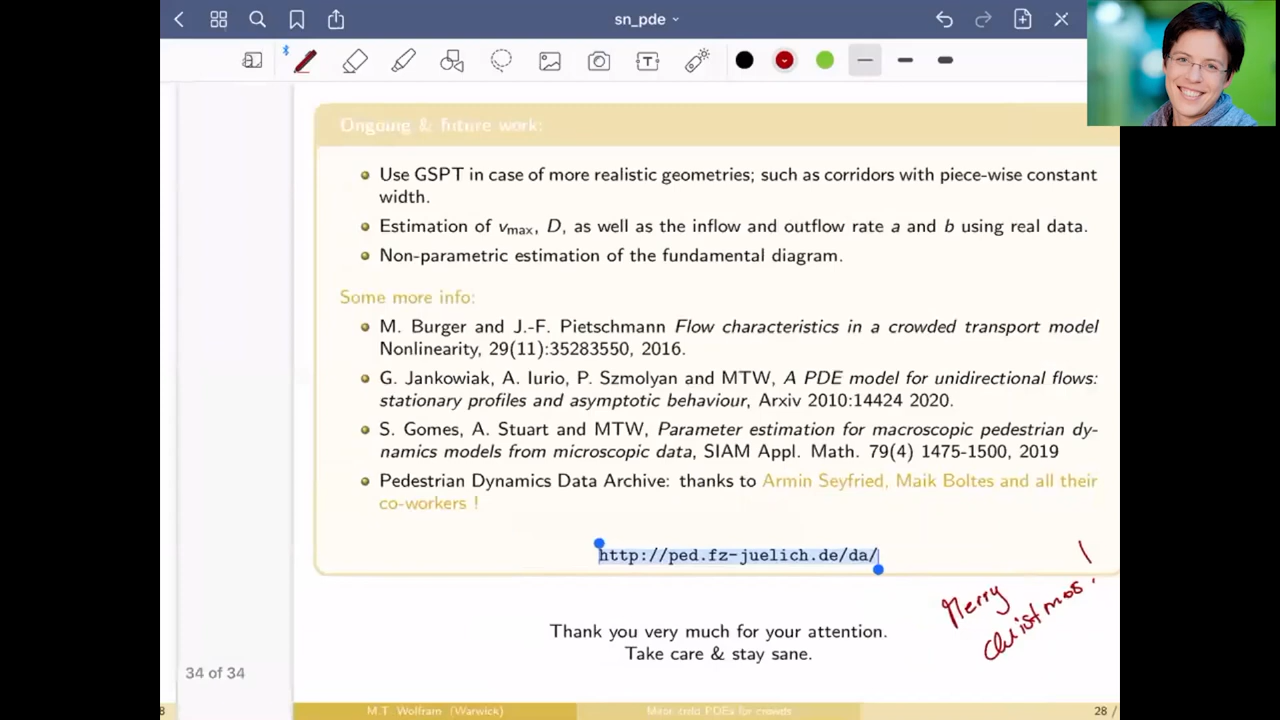 sn_pde
Ongoing & future work:
Use GSPT in case of more realistic geometries; such as corridors with piece-wise constant
width.
Estimation of vmax, D, as well as the inflow and outflow rate a and b using real data.
Non-parametric estimation of the fundamental diagram.
Some more info:
M. Burger and J.-F. Pietschmann Flow characteristics in a crowded transport model
Nonlinearity, 29(11):35283550, 2016.
G. Jankowiak, A. Iurio, P. Szmolyan and MTW, A PDE model for unidirectional flows:
stationary profiles and asymptotic behaviour, Arxiv 2010:14424 2020.
S. Gomes, A. Stuart and MTW, Parameter estimation for macroscopic pedestrian dy-
namics models from microscopic data, SIAM Appl. Math. 79(4) 1475-1500, 2019
Pedestrian Dynamics Data Archive: thanks to Armin Seyfried, Maik Boltes and all their
co-workers !
http://ped.fz-juelich.de/da/
Merry
Christmas!
Thank you very much for your attention.
Take care & stay sane.
34 of 34
M.T. Wolfram (Warwick)
Micro and PDEs for crowds
28 /